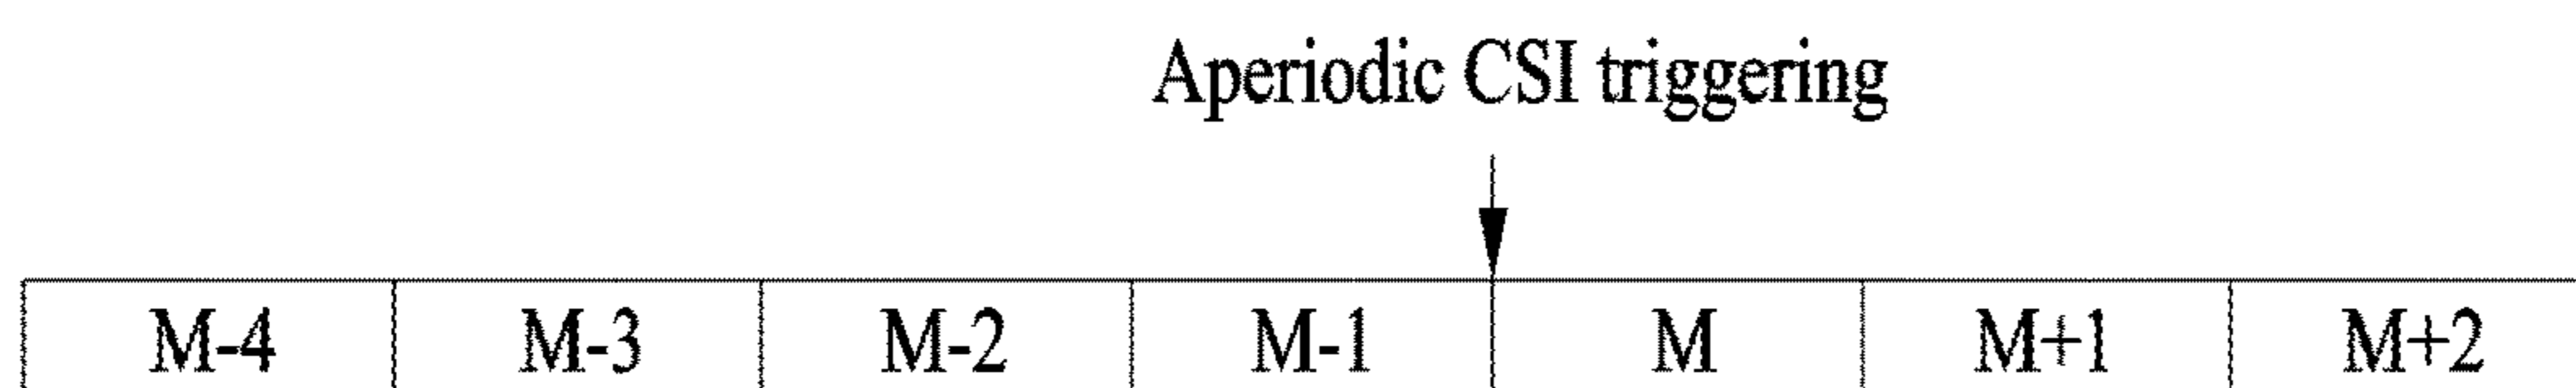 Aperiodic CSI triggering
M-4 M-3 M-2 M-1 M M+1 M+2